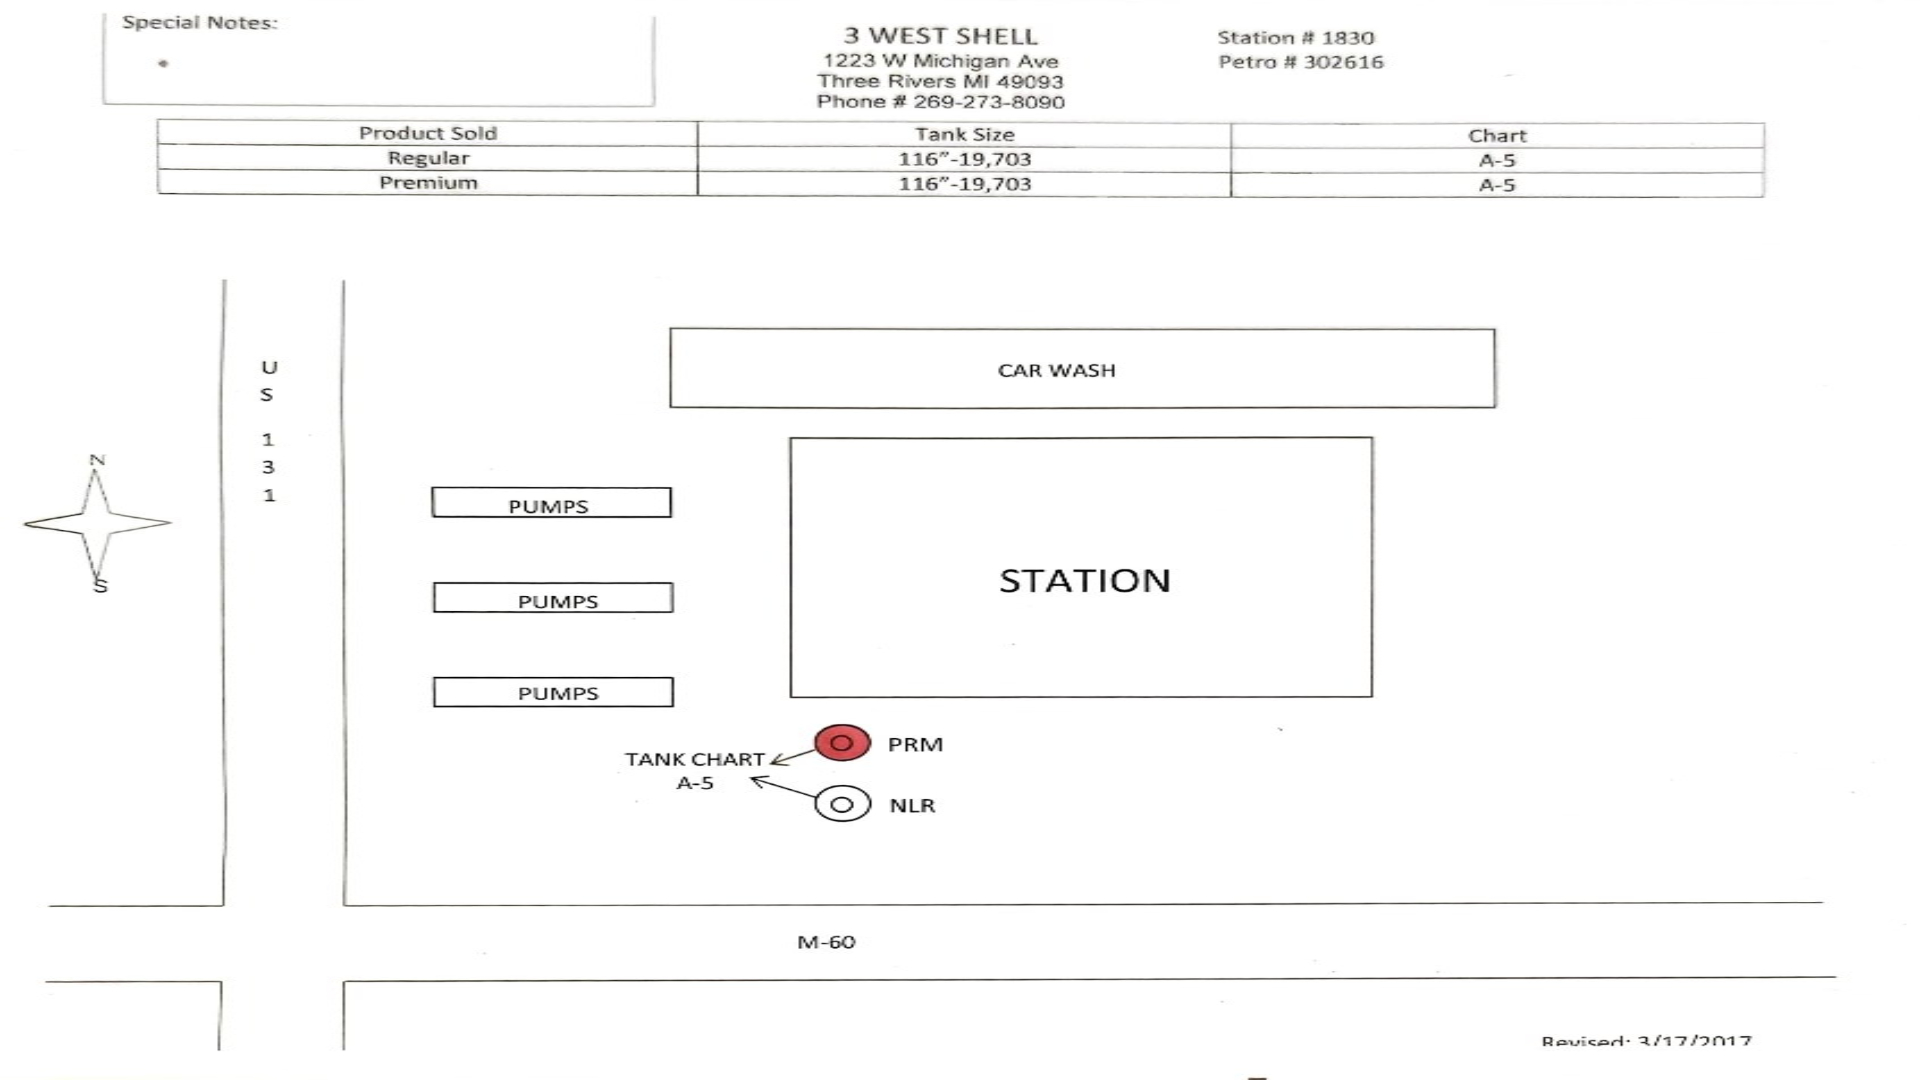 Special Notes:
3 WEST SHELL
1223 W Michigan Ave
Three Rivers MI 49093
Phone # 269-273-8090
Station # 1830
Petro # 302616
Product Sold Tank Size Chart
Regular 116”-19,703 A-5
Premium 116”-19,703 A-5
U
S
1
3
1
N
S
CAR WASH
PUMPS
PUMPS
PUMPS
STATION
TANK CHART
A-5
PRM
NLR
M-60
Revised: 3/17/2017